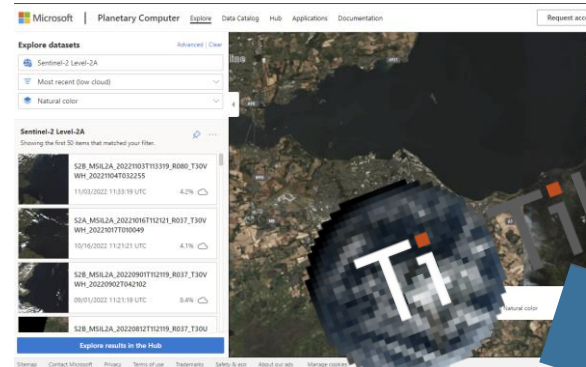 Microsoft | Planetary Computer Explore Data Catalog Hub Applications Documentation
Request acc
Explore datasets Advanced | Clear
Sentinel-2 Level-2A
Most recent (low cloud)
Natural color
Sentinel-2 Level-2A
Showing the first 50 items that matched your filter.
S2B_MSIL2A_20221103T113319_R080_T30V
WH_20221104T032255
11/03/2022 11:33:19 UTC 4.2%
S2A_MSIL2A_20221016T112121_R037_T30V
WH_20221017T010049
10/16/2022 11:21:21 UTC 4.1%
S2B_MSIL2A_20220901T112119_R037_T30V
WH_20220902T042102
09/01/2022 11:21:19 UTC 6.4%
S2B_MSIL2A_20220812T112119_R037_T30U
Explore results in the Hub
Ti
Natural color
Sitemap Contact Microsoft Privacy Terms of use Trademarks Safety & eco About our ads Manage cookies